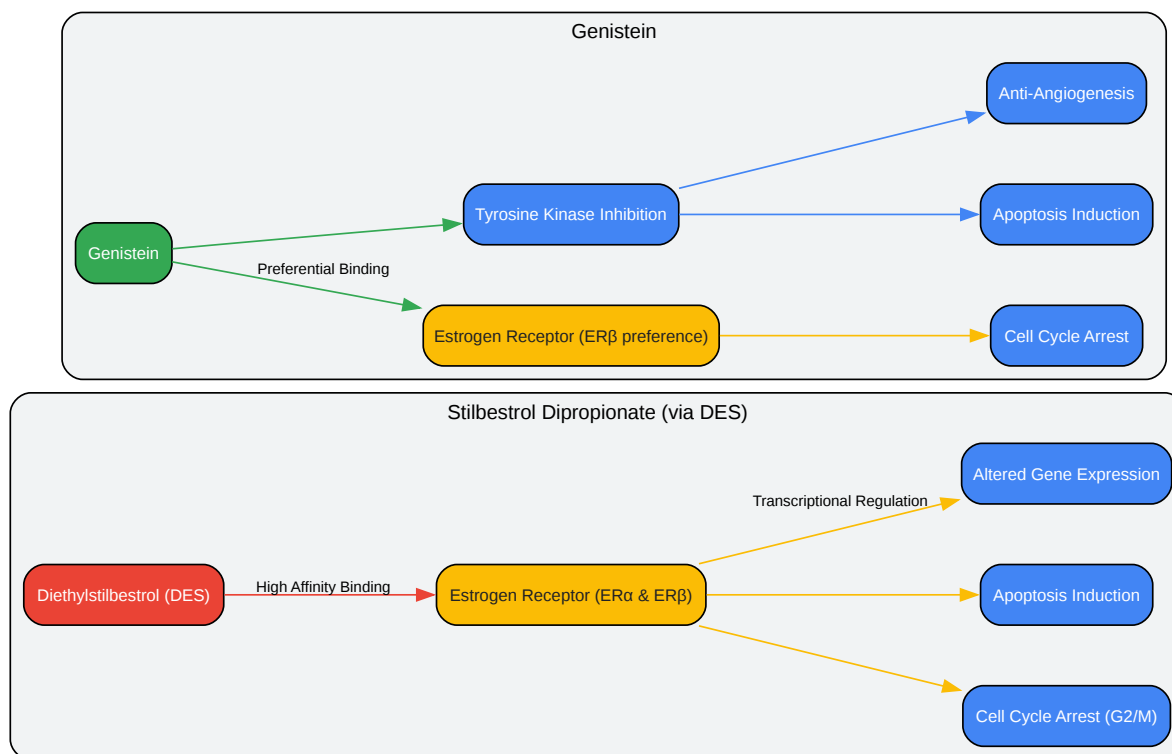 Genistein
Anti-Angiogenesis
Tyrosine Kinase Inhibition
Apoptosis Induction
Genistein
Preferential Binding
Estrogen Receptor (ERβ preference)
Cell Cycle Arrest
Stilbestrol Dipropionate (via DES)
Altered Gene Expression
Transcriptional Regulation
Diethylstilbestrol (DES)
High Affinity Binding
Estrogen Receptor (ERα & ERβ)
Apoptosis Induction
Cell Cycle Arrest (G2/M)